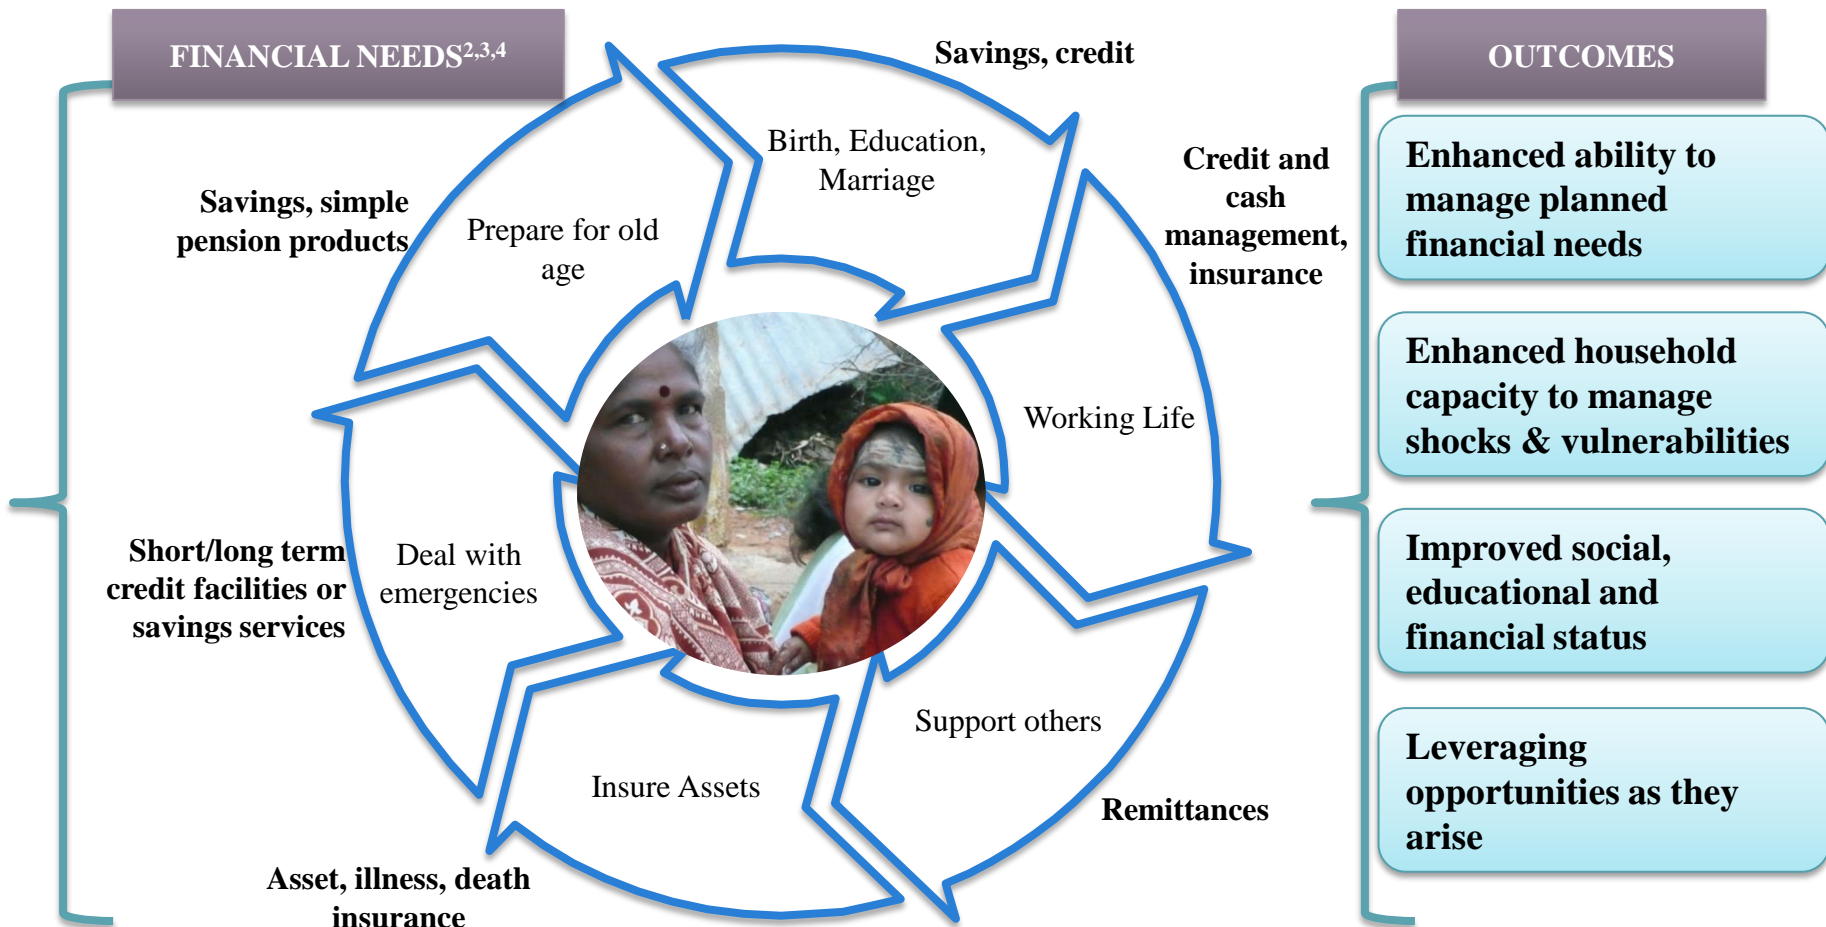 FINANCIAL NEEDS2,3,4
Savings, credit
Birth, Education,
Marriage
Credit and
cash
management,
insurance
Working Life
Support others
Remittances
Insure Assets
Asset, illness, death
insurance
Deal with
emergencies
Short/long term
credit facilities or
savings services
Prepare for old
age
Savings, simple
pension products
OUTCOMES
Enhanced ability to
manage planned
financial needs
Enhanced household
capacity to manage
shocks & vulnerabilities
Improved social,
educational and
financial status
Leveraging
opportunities as they
arise